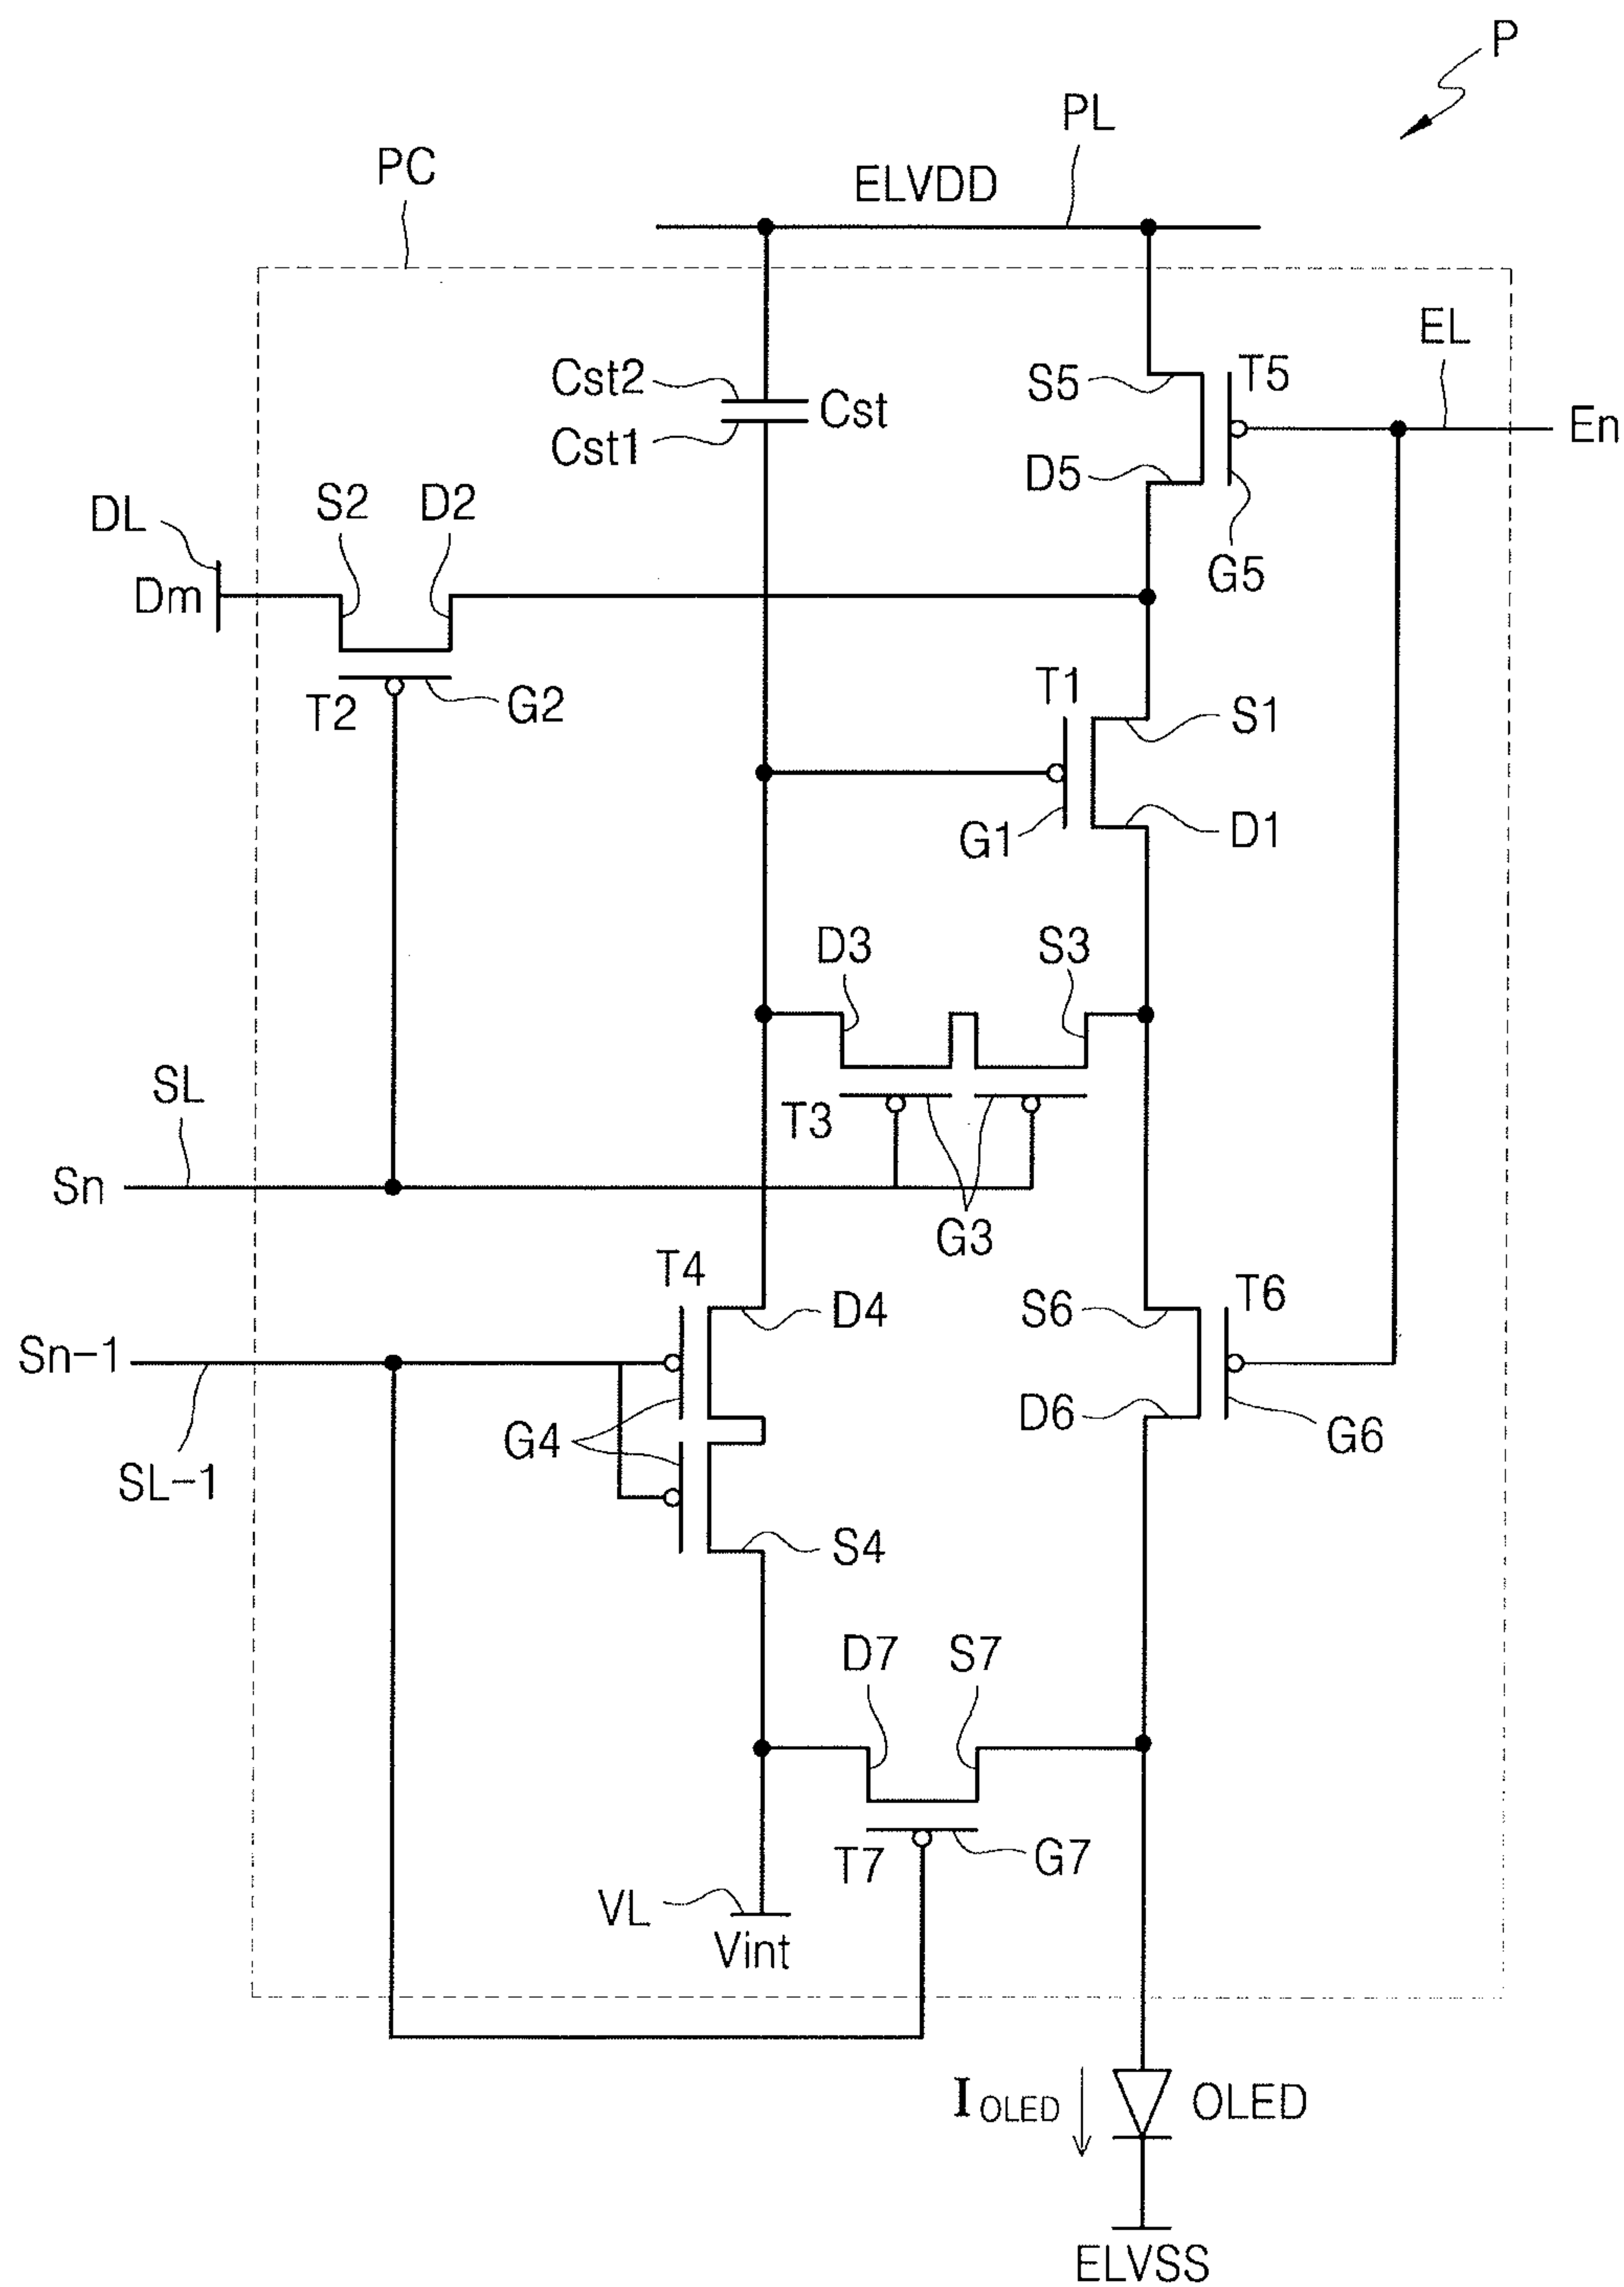 P
PL
PC
ELVDD
EL
Cst2
S5
T5
Cst
En
Cst1
D5
S2
D2
DL
G5
Dm
T1
T2
G2
S1
G1
D1
D3
S3
SL
T3
Sn
G3
T4
D4
S6
T6
Sn-1
D6
G6
G4
SL-1
S4
D7
S7
T7
G7
VL
Vint
IOLED
OLED
ELVSS